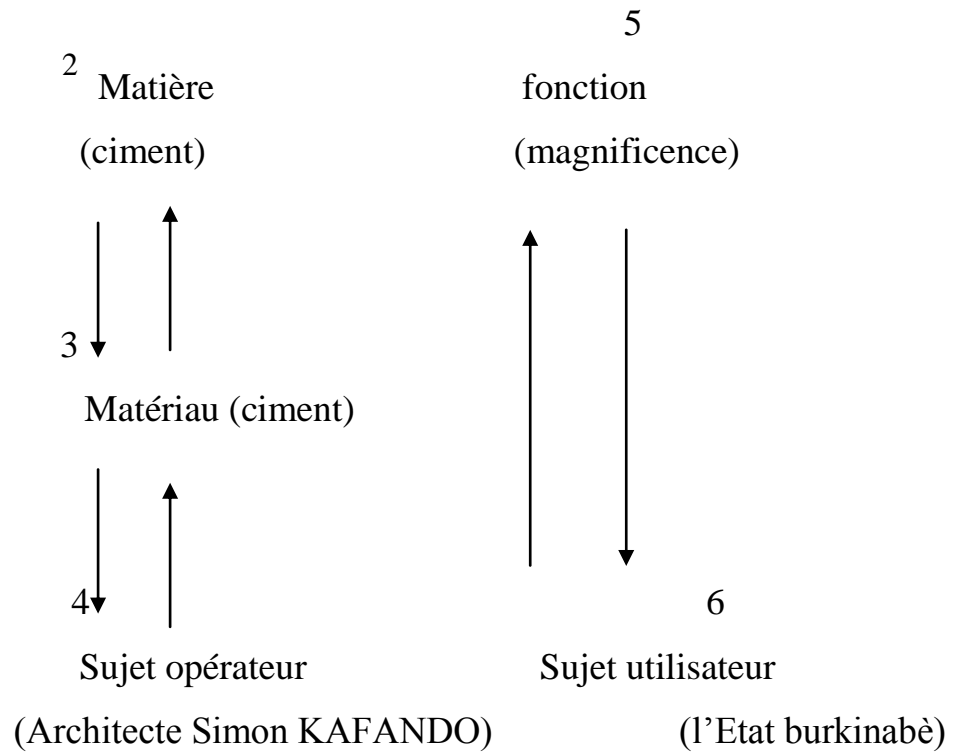 5
2 Matière fonction
(ciment) (magnificence)
3
Matériau (ciment)
4 6
Sujet opérateur Sujet utilisateur
(Architecte Simon KAFANDO) (l’Etat burkinabè)